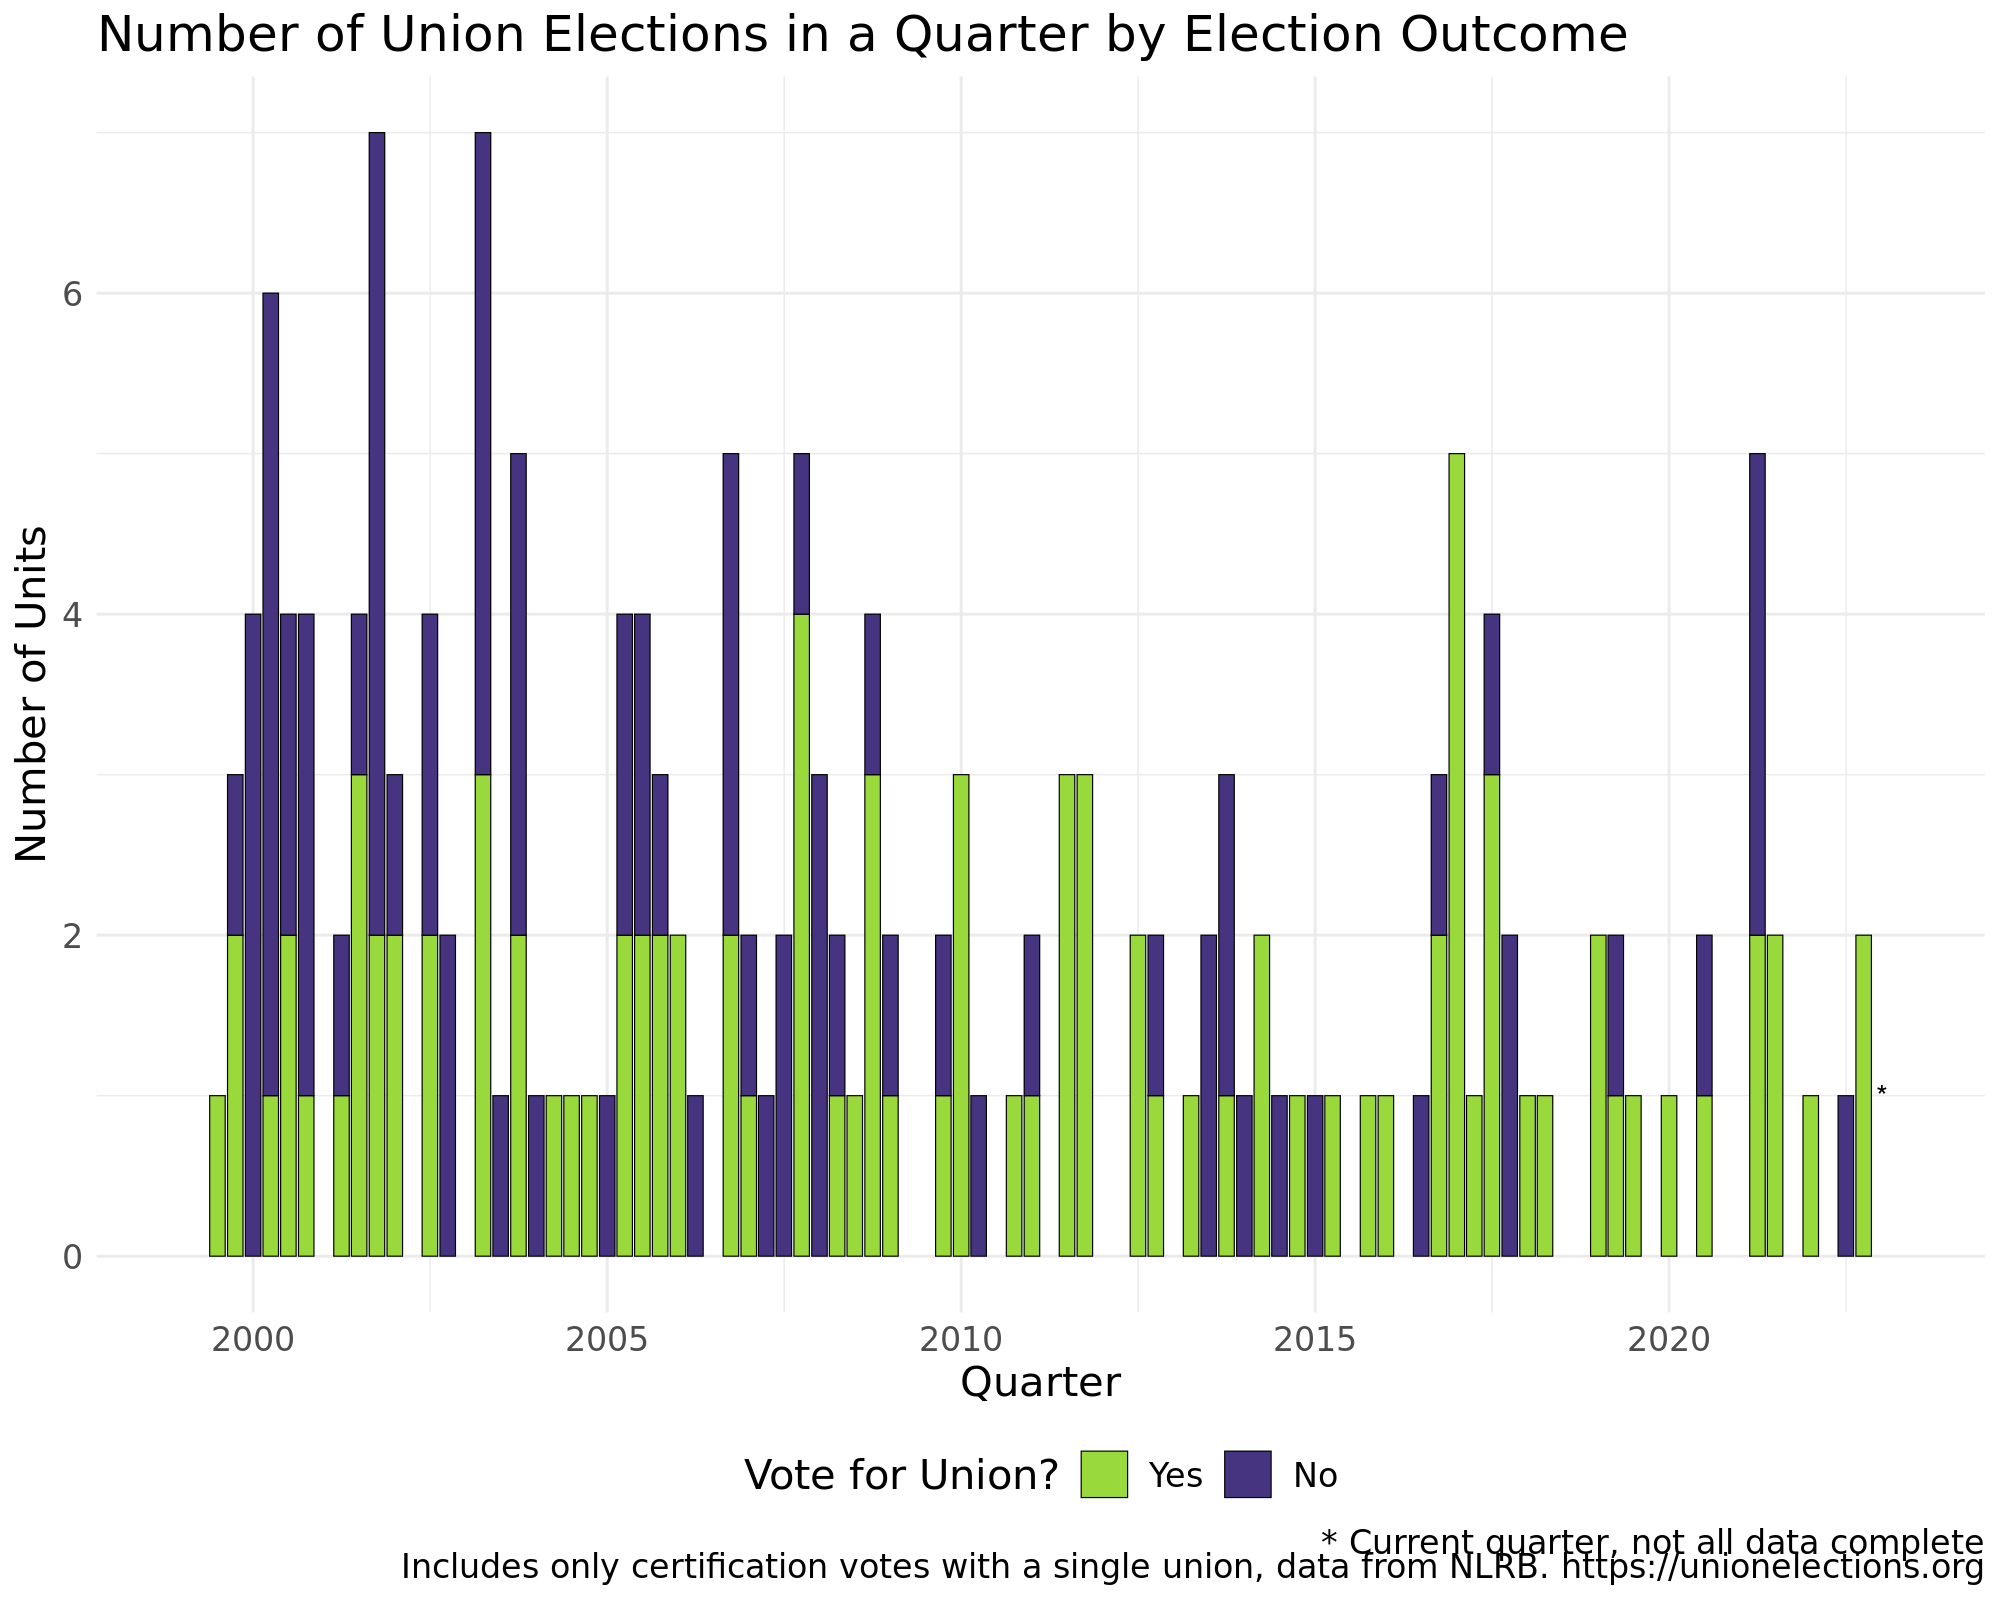 Number of Union Elections in a Quarter by Election Outcome
Number of Units
6
4
2
0
*
2000 2005 2010 2015 2020
Quarter
Vote for Union? Yes No
* Current quarter, not all data complete
Includes only certification votes with a single union, data from NLRB. https://unionelections.org